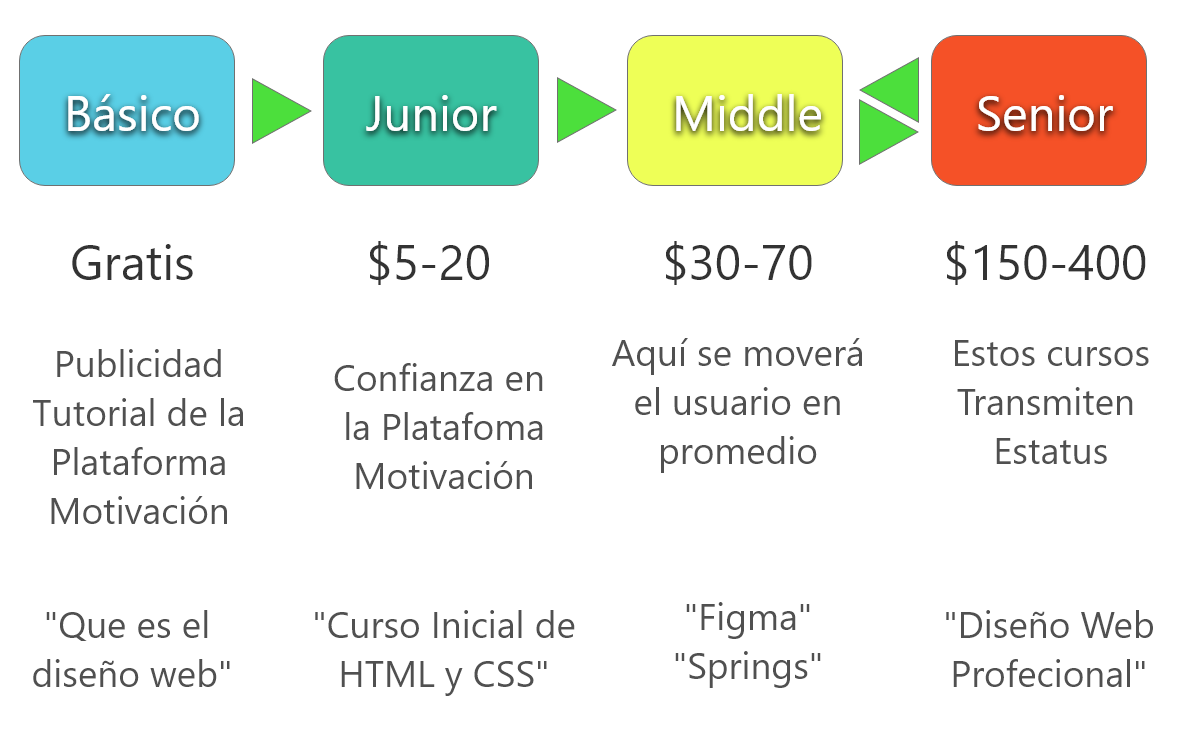 Básico
Junior
Middle
Senior
Gratis
$5-20
$30-70
$150-400
Publicidad
Tutorial de la
Plataforma
Motivación
Confianza en
la Platafoma
Motivación
Aquí se moverá
el usuario en
promedio
Estos cursos
Transmiten
Estatus
"Que es el
diseño web"
"Curso Inicial de
HTML y CSS"
"Figma"
"Springs"
"Diseño Web
Profecional"